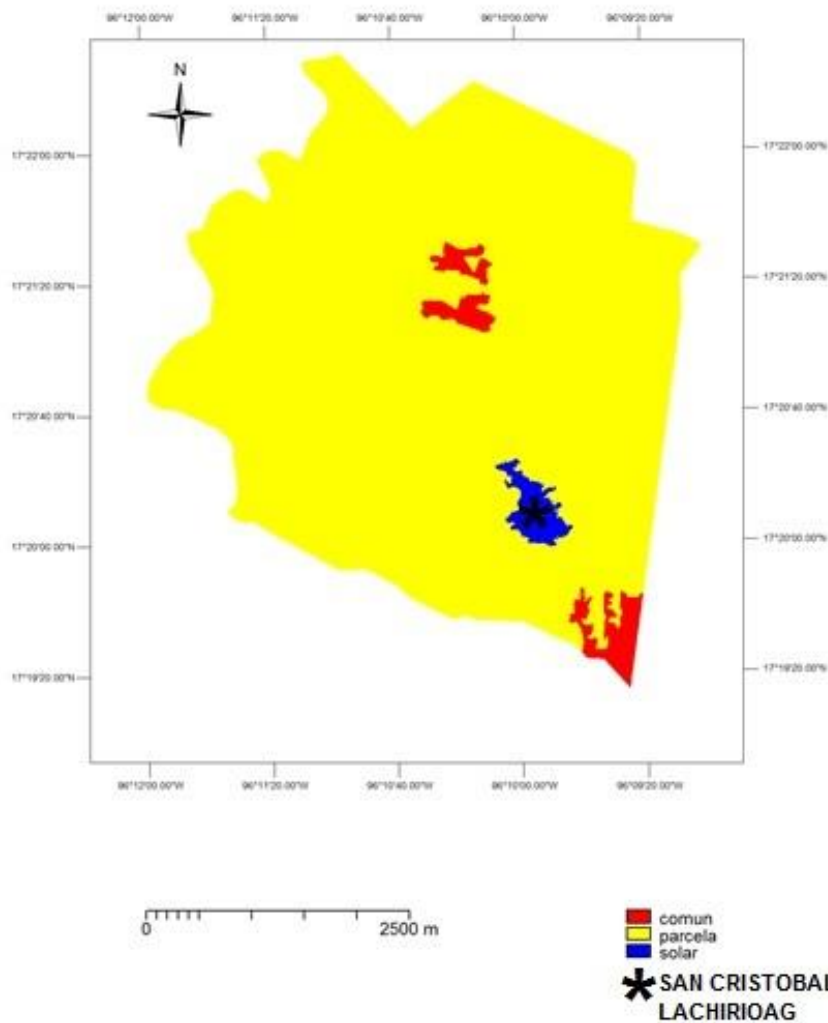 96°12'00.00"W 96°11'20.00"W 96°10'40.00"W 96°10'00.00"W 96°09'20.00"W
N
17°22'00.00"N 17°22'00.00"N
17°21'20.00"N 17°21'20.00"N
17°20'40.00"N 17°20'40.00"N
17°20'00.00"N 17°20'00.00"N
17°19'20.00"N 17°19'20.00"N
96°12'00.00"W 96°11'20.00"W 96°10'40.00"W 96°10'00.00"W 96°09'20.00"W
0 2500 m
comun
parcela
solar
SAN CRISTOBAL
LACHIRIOAG